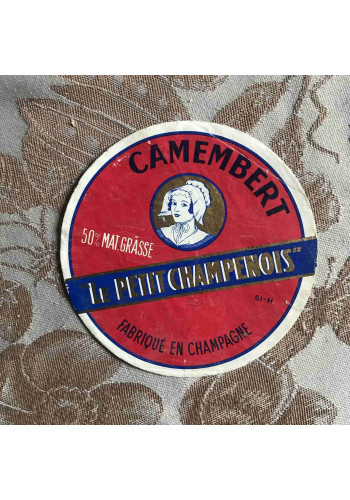 CAMEMBERT
50% MAT.GRASSE
"LE PETIT CHAMPENOIS"
51-H
FABRIQUÉ EN CHAMPAGNE